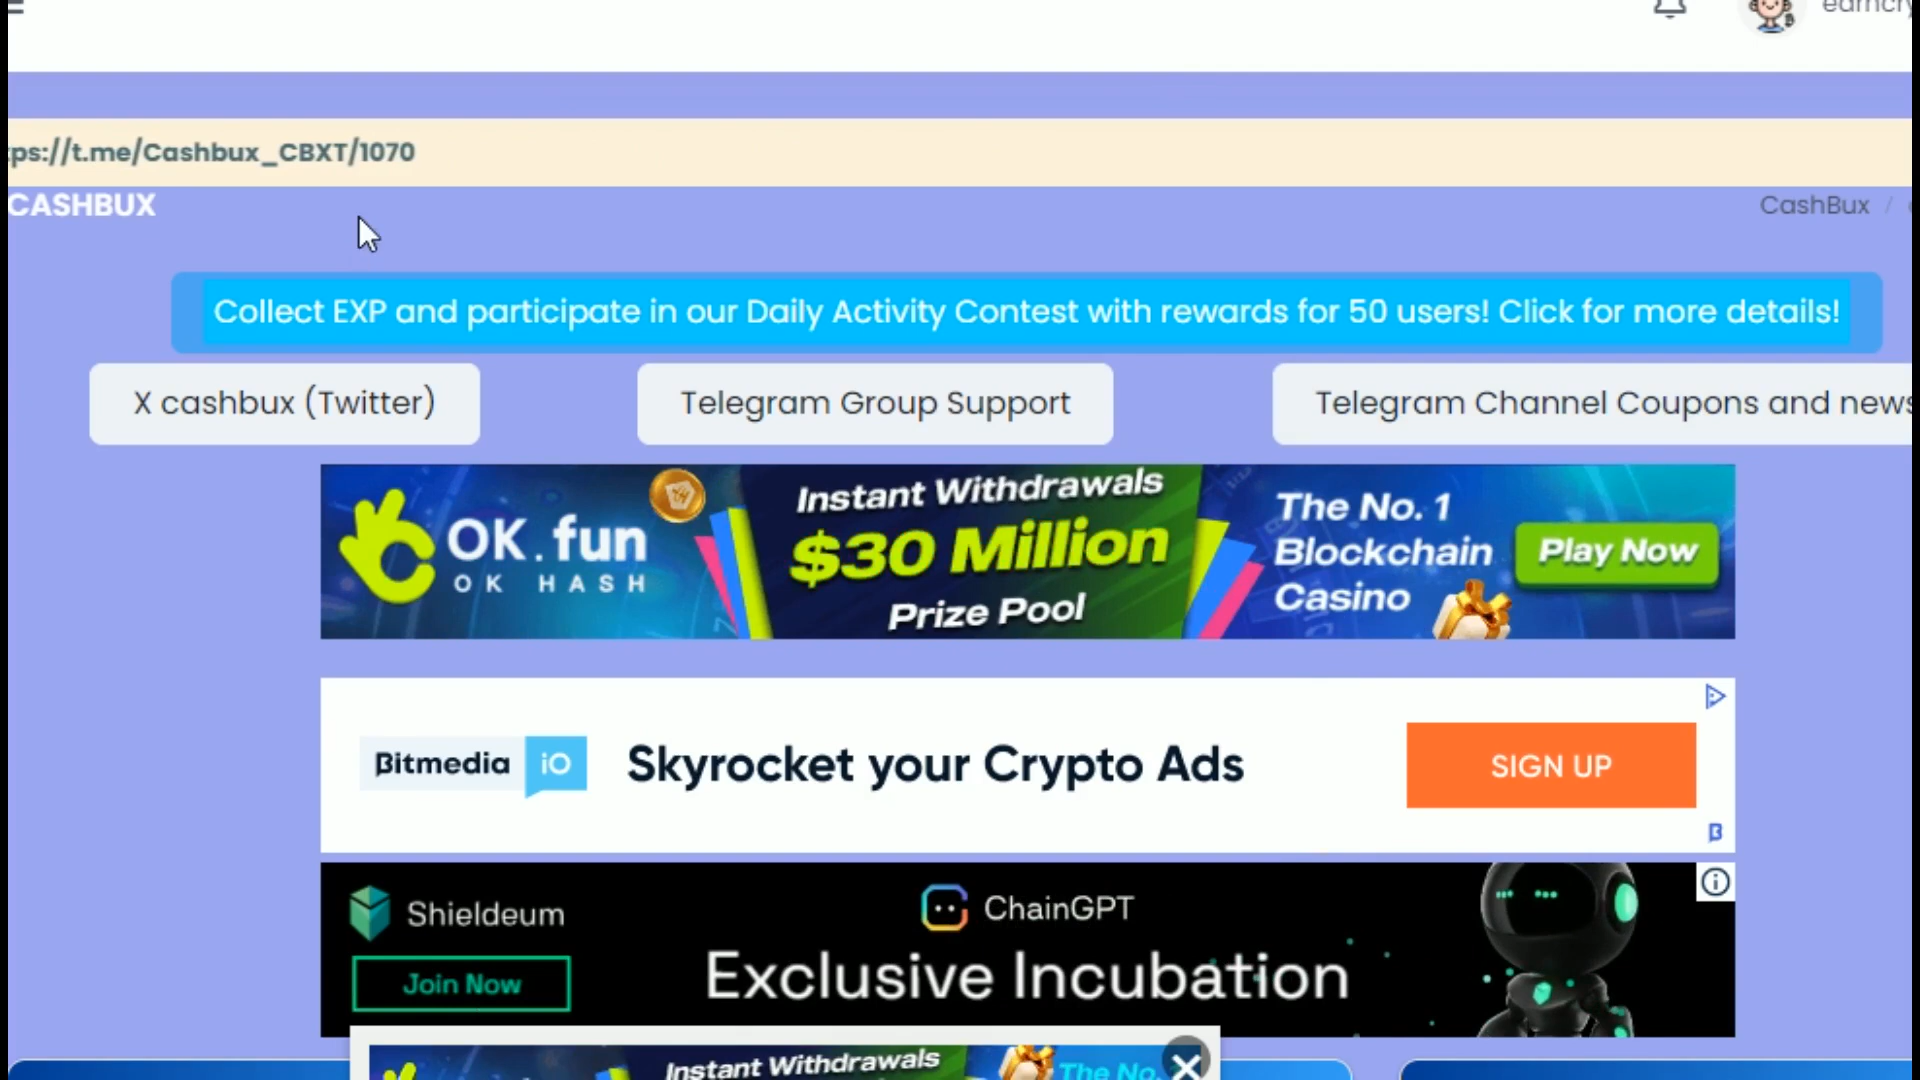 tps://t.me/Cashbux_CBXT/1070
CASHBUX
CashBux /
Collect EXP and participate in our Daily Activity Contest with rewards for 50 users! Click for more details!
X cashbux (Twitter)
Telegram Group Support
Telegram Channel Coupons and news
OK.fun
OK HASH
Instant Withdrawals
$30 Million
Prize Pool
The No. 1
Blockchain
Casino
Play Now
Bitmedia iO
Skyrocket your Crypto Ads
SIGN UP
Shieldeum
Join Now
ChainGPT
Exclusive Incubation
Instant Withdrawals
The No.